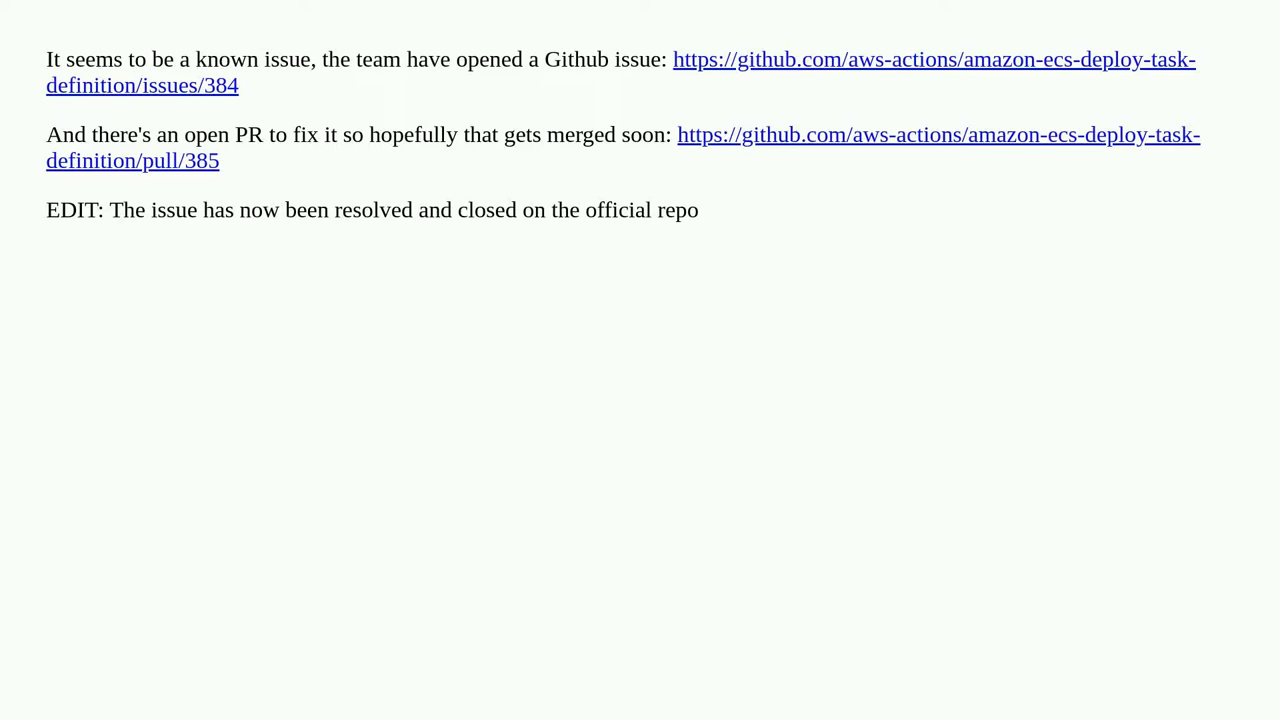 It seems to be a known issue, the team have opened a Github issue: https://github.com/aws-actions/amazon-ecs-deploy-task-
definition/issues/384
And there's an open PR to fix it so hopefully that gets merged soon: https://github.com/aws-actions/amazon-ecs-deploy-task-
definition/pull/385
EDIT: The issue has now been resolved and closed on the official repo